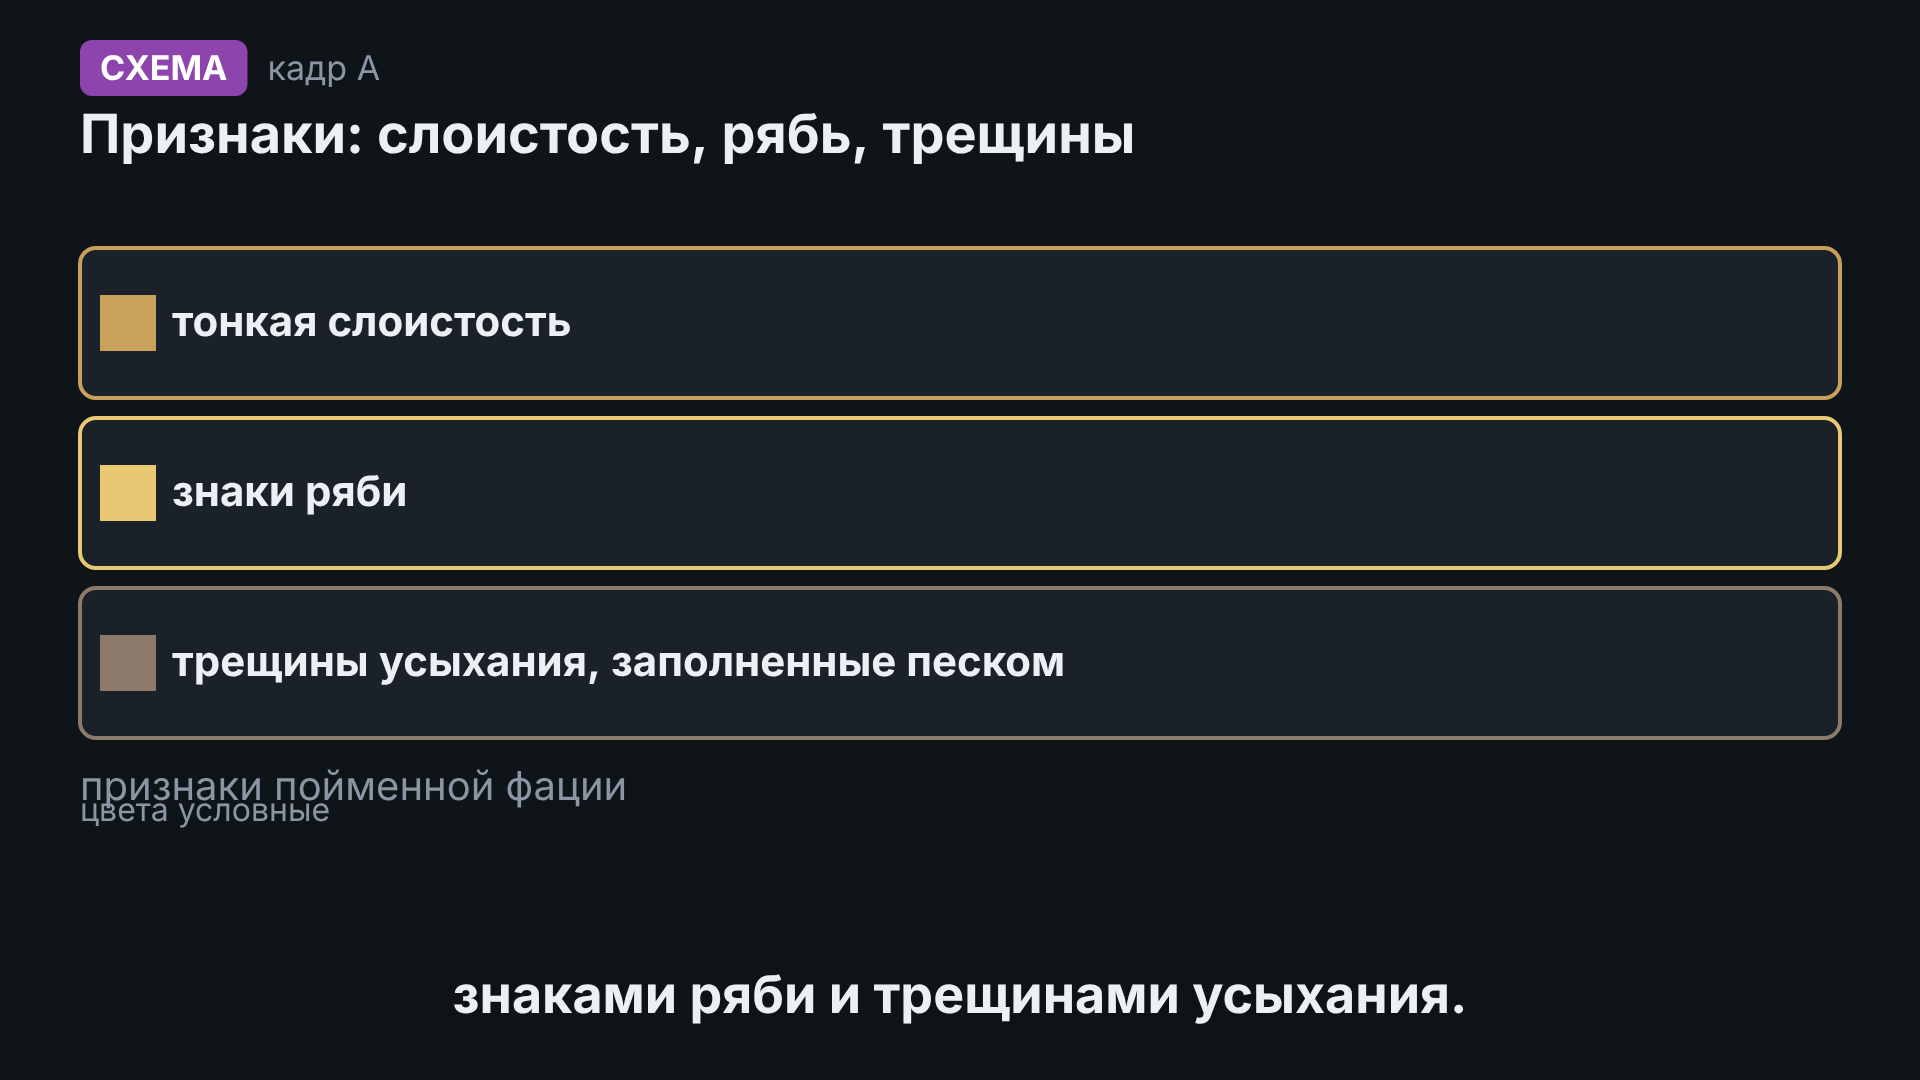 СХЕМА кадр А
Признаки: слоистость, рябь, трещины
тонкая слоистость
знаки ряби
трещины усыхания, заполненные песком
признаки пойменной фации
цвета условные
знаками ряби и трещинами усыхания.